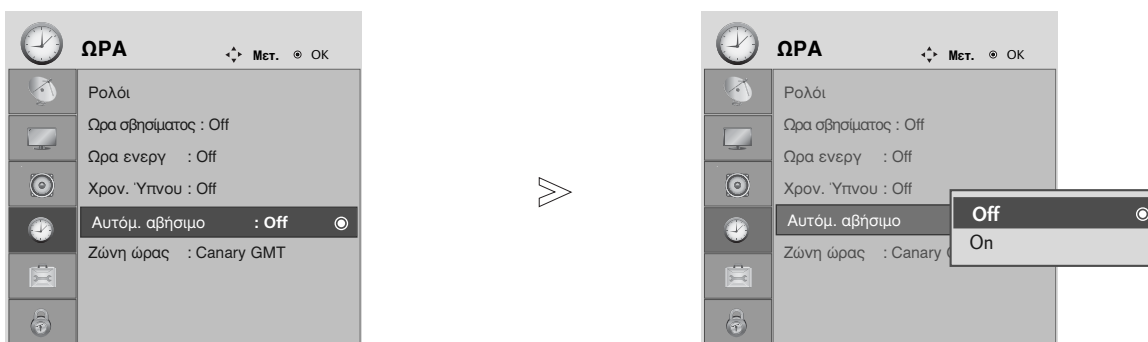 ΩΡΑ Μετ. OK
Ρολόι
Ωρα σβησίματος : Off
Ωρα ενεργ : Off
Χρον. Ύπνου : Off
Αυτόμ. αβήσιμο : Off
Ζώνη ώρας : Canary GMT
ΩΡΑ Μετ. OK
Ρολόι
Ωρα σβησίματος : Off
Ωρα ενεργ : Off
Χρον. Ύπνου : Off
Αυτόμ. αβήσιμο
Ζώνη ώρας : Canary
Off
On